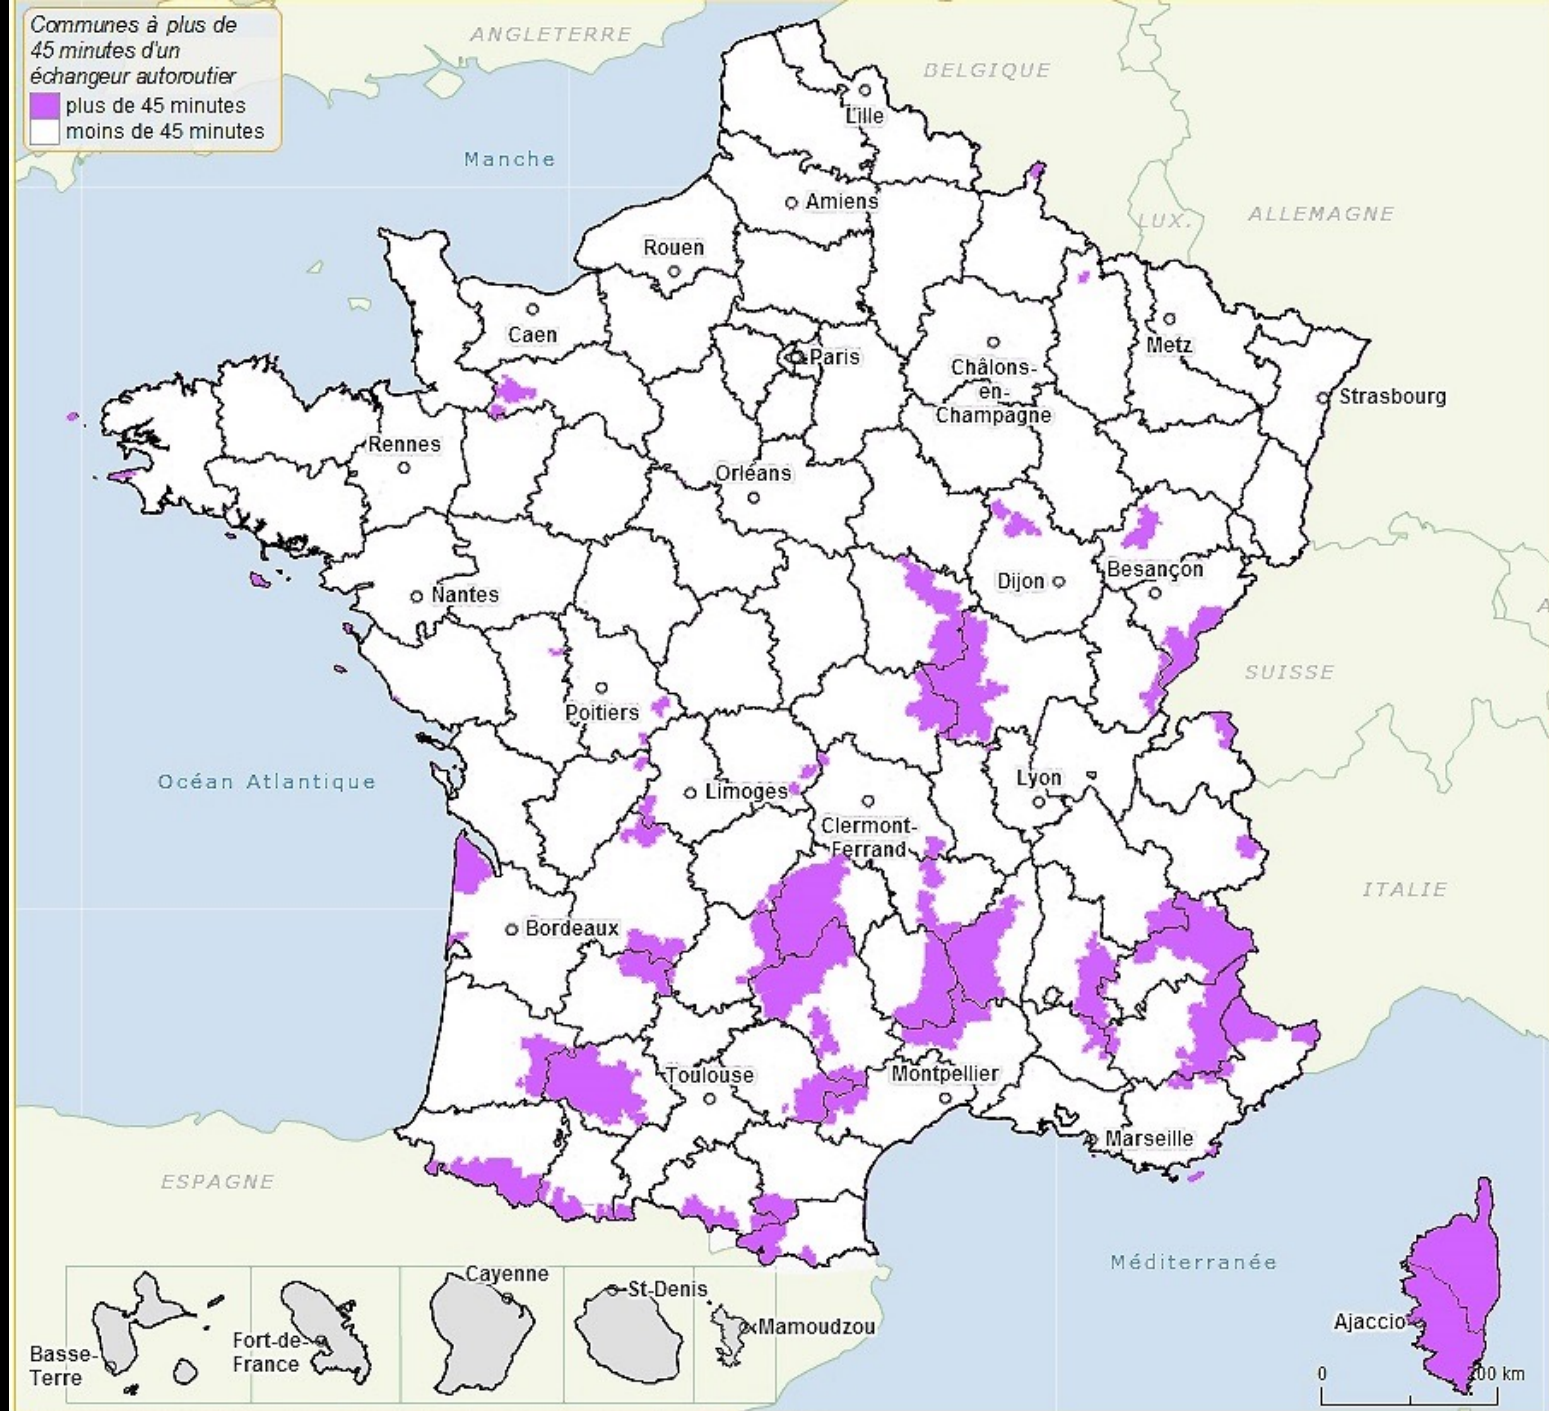 Communes à plus de
45 minutes d'un
échangeur autoroutier
plus de 45 minutes
moins de 45 minutes
ANGLETERRE
BELGIQUE
Lille
Manche
Amiens
LUX.
ALLEMAGNE
Rouen
Caen
Paris
Metz
Châlons-
en-
Champagne
Strasbourg
Rennes
Orléans
Nantes
Dijon
Besançon
A
SUISSE
Poitiers
Océan Atlantique
Limoges
Lyon
Clermont-
Ferrand
ITALIE
Bordeaux
Toulouse
Montpellier
Marseille
ESPAGNE
Méditerranée
Cayenne
St-Denis
Mamoudzou
Fort-de-
France
Basse-
Terre
Ajaccio
0 200 km